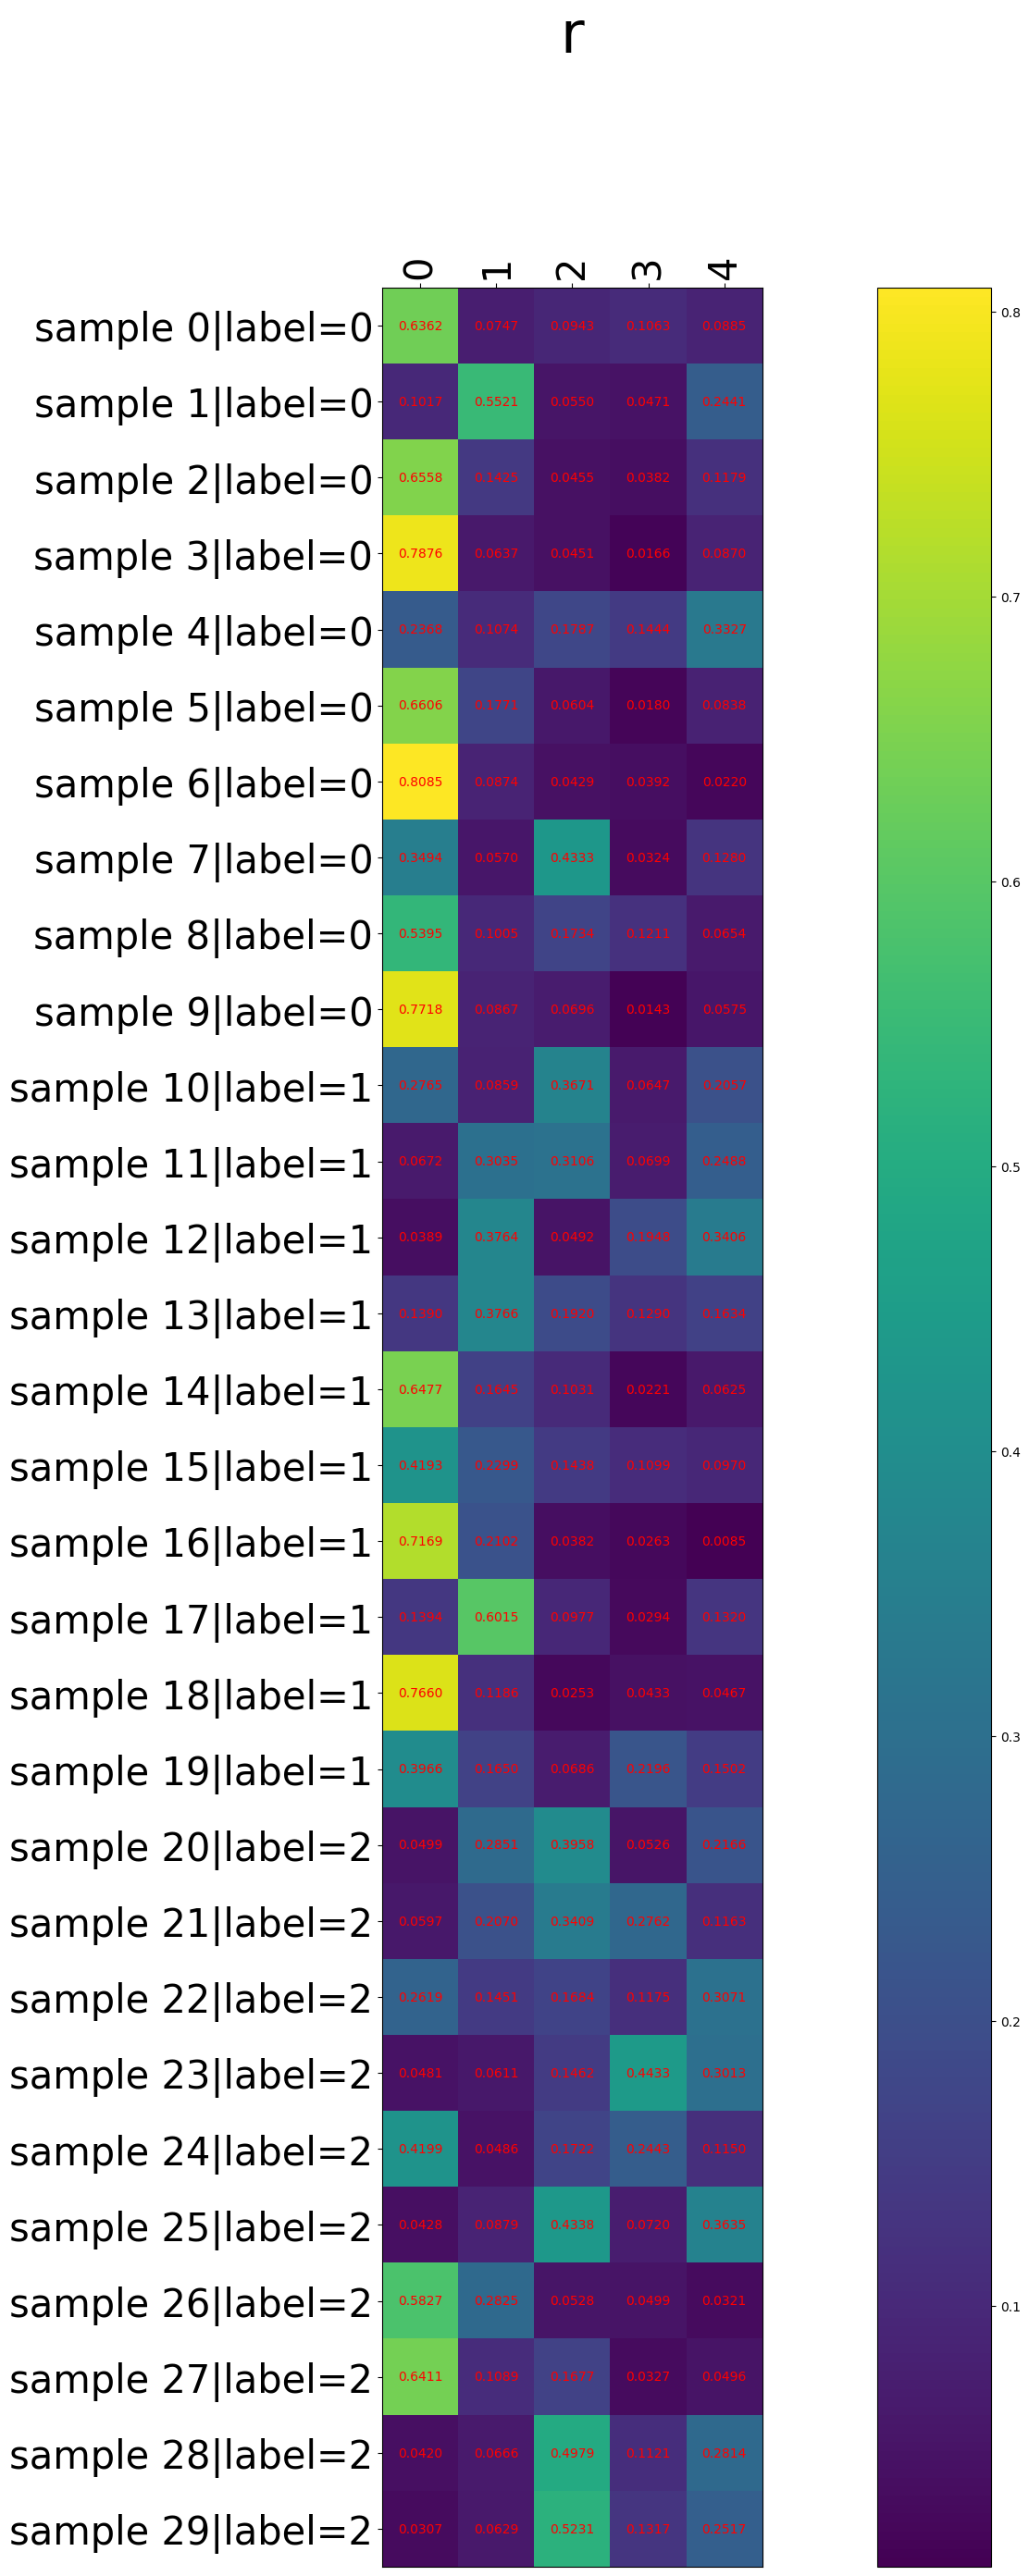 r
0 1 2 3 4
sample 0|label=0 0.6362 0.0747 0.0943 0.1063 0.0885
0.8
sample 1|label=0 0.1017 0.5521 0.0550 0.0471 0.2441
sample 2|label=0 0.6558 0.1425 0.0455 0.0382 0.1179
sample 3|label=0 0.7876 0.0637 0.0451 0.0166 0.0870
0.7
sample 4|label=0 0.2368 0.1074 0.1787 0.1444 0.3327
sample 5|label=0 0.6606 0.1771 0.0604 0.0180 0.0838
sample 6|label=0 0.8085 0.0874 0.0429 0.0392 0.0220
sample 7|label=0 0.3494 0.0570 0.4333 0.0324 0.1280
0.6
sample 8|label=0 0.5395 0.1005 0.1734 0.1211 0.0654
sample 9|label=0 0.7718 0.0867 0.0696 0.0143 0.0575
sample 10|label=1 0.2765 0.0859 0.3671 0.0647 0.2057
sample 11|label=1 0.0672 0.3035 0.3106 0.0699 0.2488
0.5
sample 12|label=1 0.0389 0.3764 0.0492 0.1948 0.3406
sample 13|label=1 0.1390 0.3766 0.1920 0.1290 0.1634
sample 14|label=1 0.6477 0.1645 0.1031 0.0221 0.0625
sample 15|label=1 0.4193 0.2299 0.1438 0.1099 0.0970
0.4
sample 16|label=1 0.7169 0.2102 0.0382 0.0263 0.0085
sample 17|label=1 0.1394 0.6015 0.0977 0.0294 0.1320
sample 18|label=1 0.7660 0.1186 0.0253 0.0433 0.0467
sample 19|label=1 0.3966 0.1650 0.0686 0.2196 0.1502
0.3
sample 20|label=2 0.0499 0.2851 0.3958 0.0526 0.2166
sample 21|label=2 0.0597 0.2070 0.3409 0.2762 0.1163
sample 22|label=2 0.2619 0.1451 0.1684 0.1175 0.3071
0.2
sample 23|label=2 0.0481 0.0611 0.1462 0.4433 0.3013
sample 24|label=2 0.4199 0.0486 0.1722 0.2443 0.1150
sample 25|label=2 0.0428 0.0879 0.4338 0.0720 0.3635
sample 26|label=2 0.5827 0.2825 0.0528 0.0499 0.0321
0.1
sample 27|label=2 0.6411 0.1089 0.1677 0.0327 0.0496
sample 28|label=2 0.0420 0.0666 0.4979 0.1121 0.2814
sample 29|label=2 0.0307 0.0629 0.5231 0.1317 0.2517